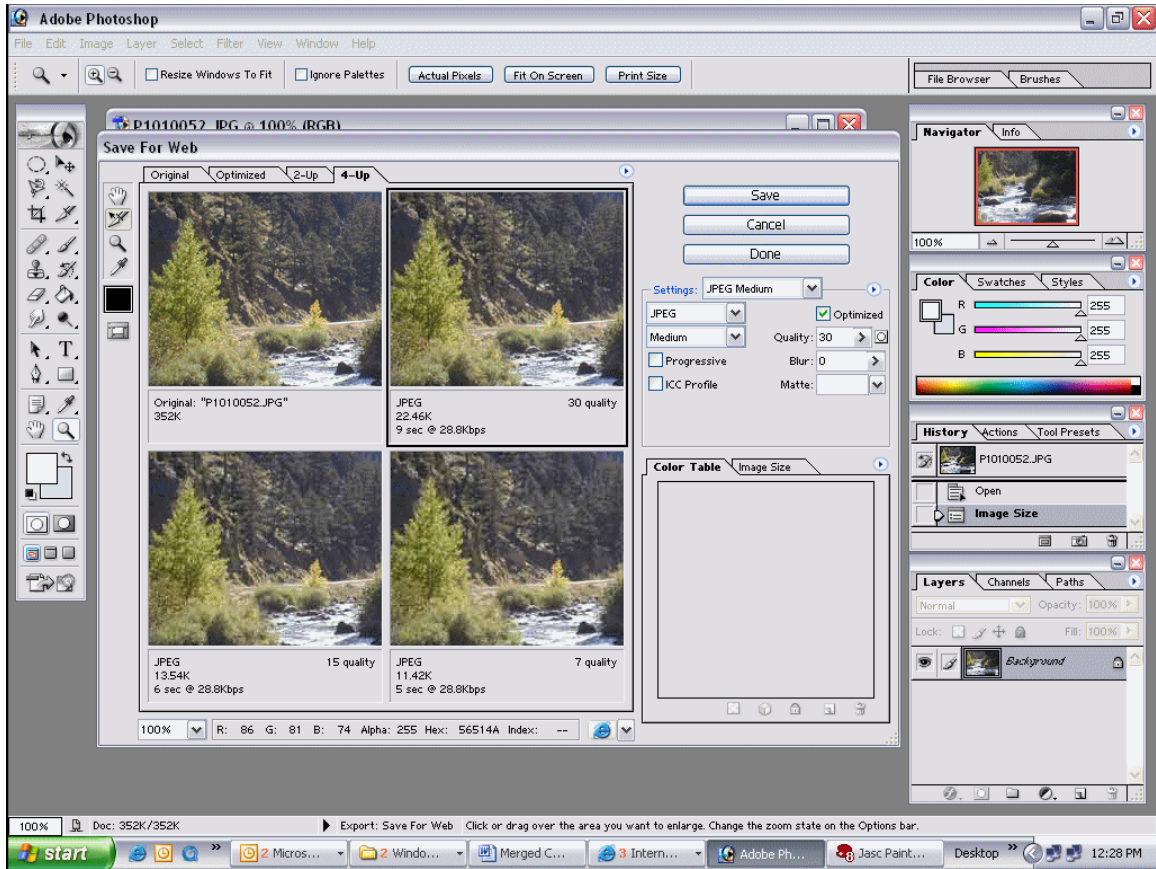 Adobe Photoshop
File Edit Image Layer Select Filter View Window Help
Resize Windows To Fit Ignore Palettes Actual Pixels Fit On Screen Print Size File Browser Brushes
P1010052.JPG @ 100% (RGB)
Save For Web
Original Optimized 2-Up 4-Up
Original: "P1010052.JPG"
352K
JPEG 30 quality
22.46K
9 sec @ 28.8Kbps
JPEG 15 quality
13.54K
6 sec @ 28.8Kbps
JPEG 7 quality
11.42K
5 sec @ 28.8Kbps
100% R: 86 G: 81 B: 74 Alpha: 255 Hex: 56514A Index: --
Save
Cancel
Done
Settings: JPEG Medium
JPEG Optimized
Medium Quality: 30
Progressive Blur: 0
ICC Profile Matte:
Color Table Image Size
Navigator Info
100%
Color Swatches Styles
R 255
G 255
B 255
History Actions Tool Presets
P1010052.JPG
Open
Image Size
Layers Channels Paths
Normal Opacity: 100%
Lock: Fill: 100%
Background
100% Doc: 352K/352K Export: Save For Web Click or drag over the area you want to enlarge. Change the zoom state on the Options bar.
start 2 Micros... 2 Windo... Merged C... 3 Intern... Adobe Ph... Jasc Paint... Desktop 12:28 PM